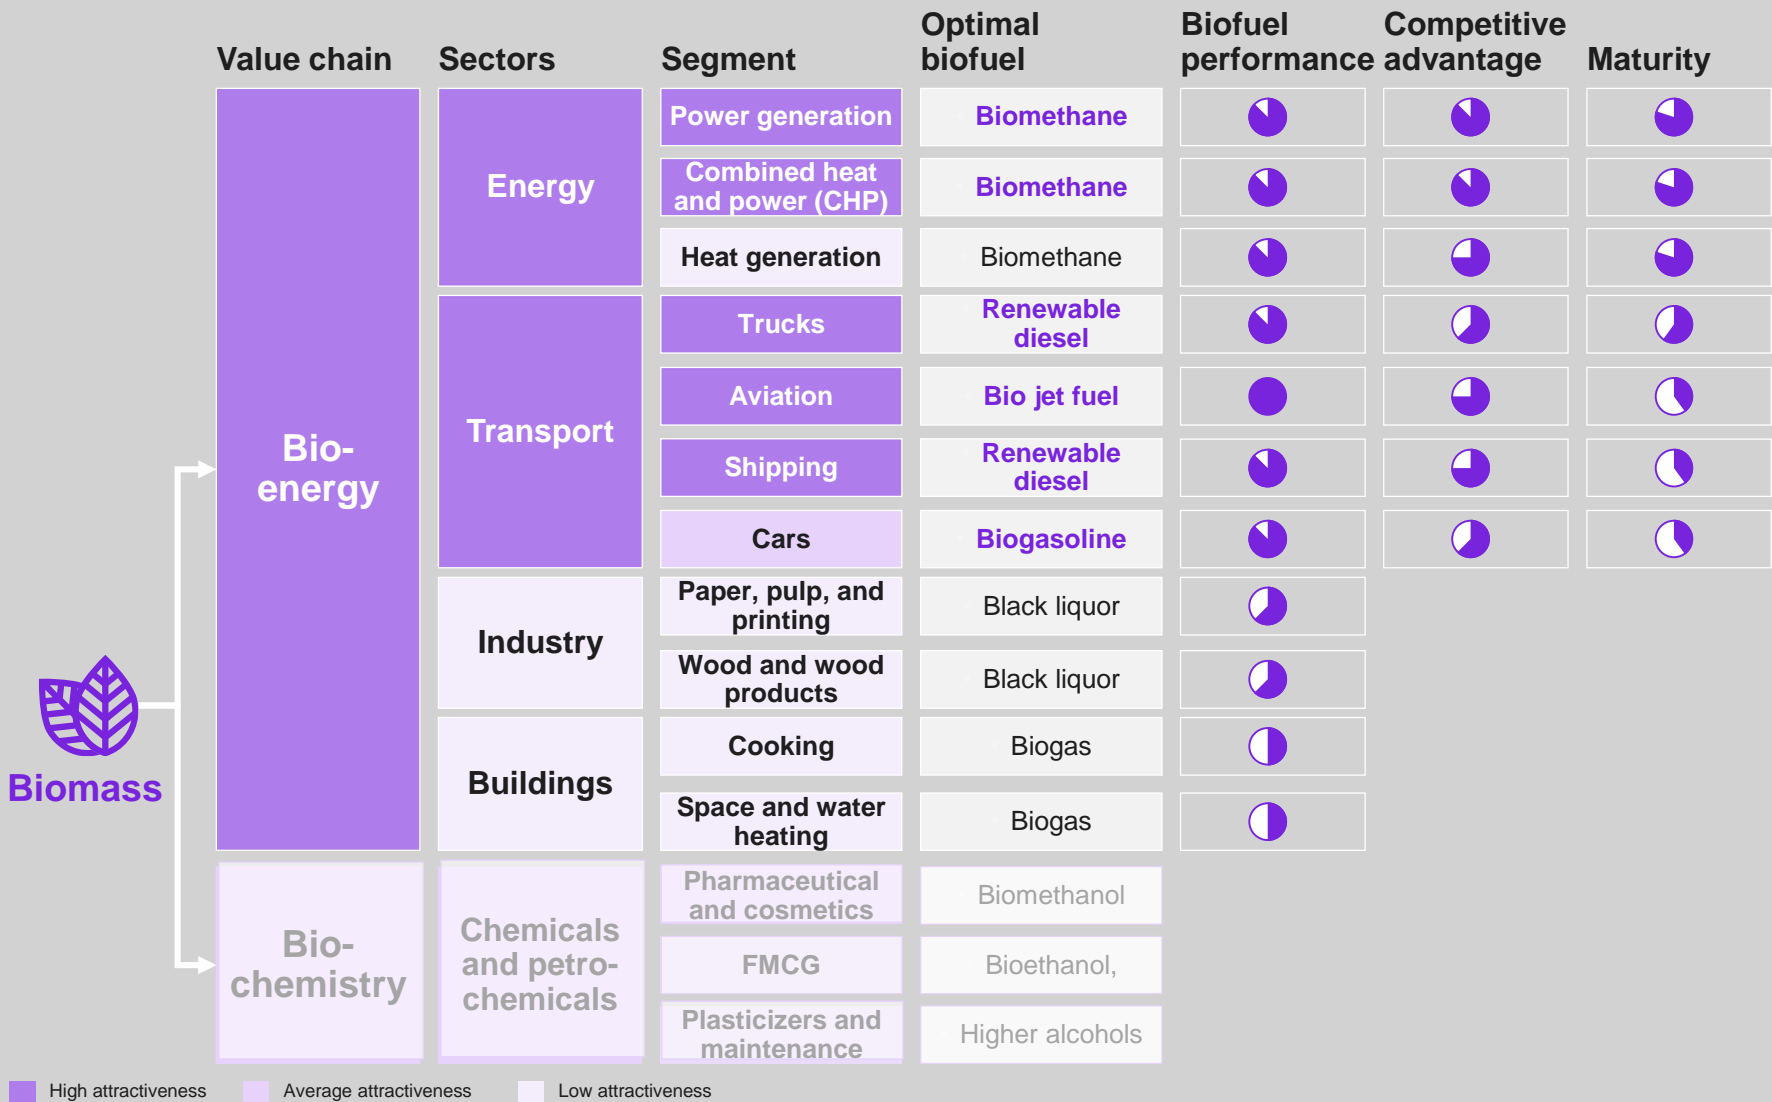 Value chain
Sectors
Segment
Optimal
biofuel
Biofuel
performance
Competitive
advantage
Maturity
Bio-
energy
Energy
Power generation
Biomethane
Combined heat
and power (CHP)
Biomethane
Heat generation
Biomethane
Transport
Trucks
Renewable
diesel
Aviation
Bio jet fuel
Shipping
Renewable
diesel
Cars
Biogasoline
Industry
Paper, pulp, and
printing
Black liquor
Wood and wood
products
Black liquor
Buildings
Cooking
Biogas
Space and water
heating
Biogas
Biomass
Bio-
chemistry
Chemicals
and petro-
chemicals
Pharmaceutical
and cosmetics
Biomethanol
FMCG
Bioethanol,
Plasticizers and
maintenance
Higher alcohols
High attractiveness
Average attractiveness
Low attractiveness